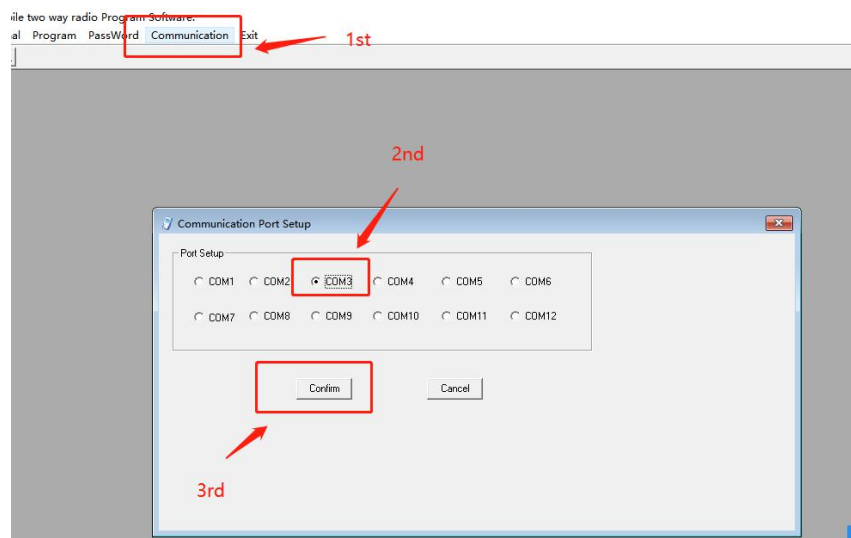 ile two way radio Program Software.
al Program PassWord Communication Exit
1st
2nd
Communication Port Setup
Port Setup
COM1 COM2 COM3 COM4 COM5 COM6
COM7 COM8 COM9 COM10 COM11 COM12
Confirm Cancel
3rd